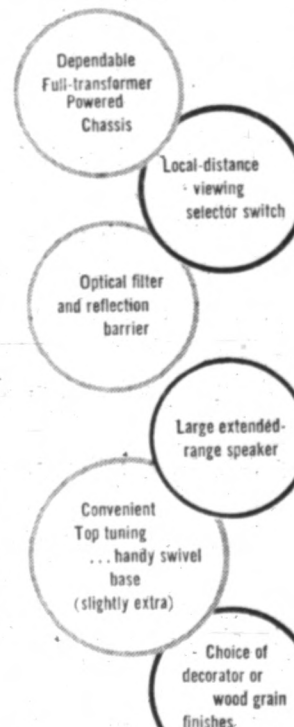 Dependable
Full-transformer
Powered
Chassis
Local-distance
viewing
selector switch
Optical filter
and reflection
barrier
Large extended-
range speaker
Convenient
Top tuning
...handy swivel
base
(slightly extra)
Choice of
decorator or
wood grain
finishes.